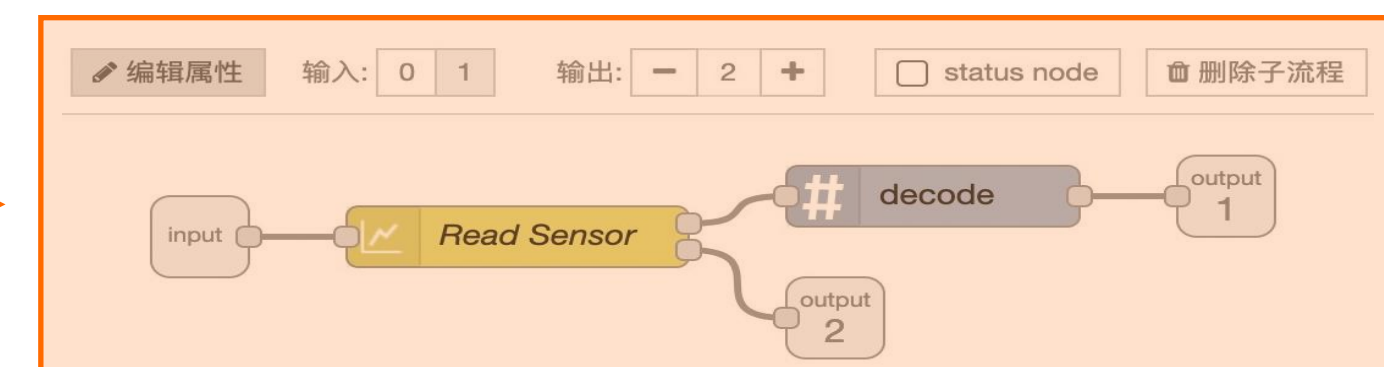 编辑属性 输入: 0 1 输出: − 2 + status node 删除子流程
decode
output
1
input
Read Sensor
output
2